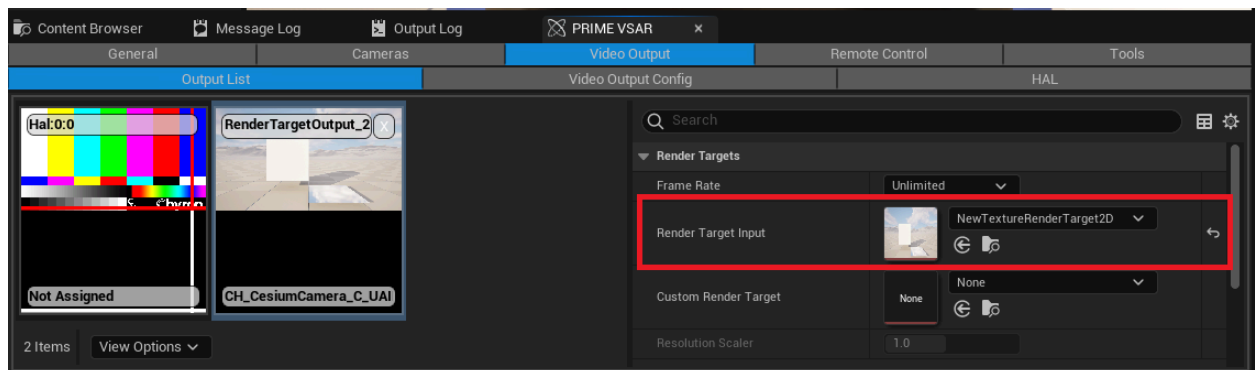 Content Browser Message Log Output Log PRIME VSAR ×
General Cameras Video Output Remote Control Tools
Output List Video Output Config HAL
Hal:0:0
Chyron
Not Assigned
RenderTargetOutput_2 X
CH_CesiumCamera_C_UAI
2 Items View Options
Search
Render Targets
Frame Rate Unlimited
Render Target Input NewTextureRenderTarget2D
Custom Render Target None None
Resolution Scaler 1.0